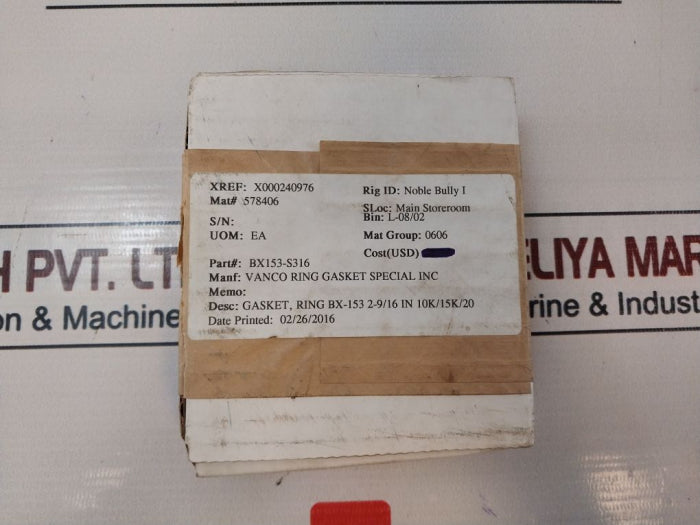 XREF: X000240976
Rig ID: Noble Bully I
Mat# 578406
SLoc: Main Storeroom
S/N:
Bin: L-08/02
UOM: EA
Mat Group: 0606
Cost(USD)
Part#: BX153-S316
Manf: VANCO RING GASKET SPECIAL INC
Memo:
Desc: GASKET, RING BX-153 2-9/16 IN 10K/15K/20
Date Printed: 02/26/2016
H PVT. LT
ELIYA MAR
on & Machine
rine & Indust